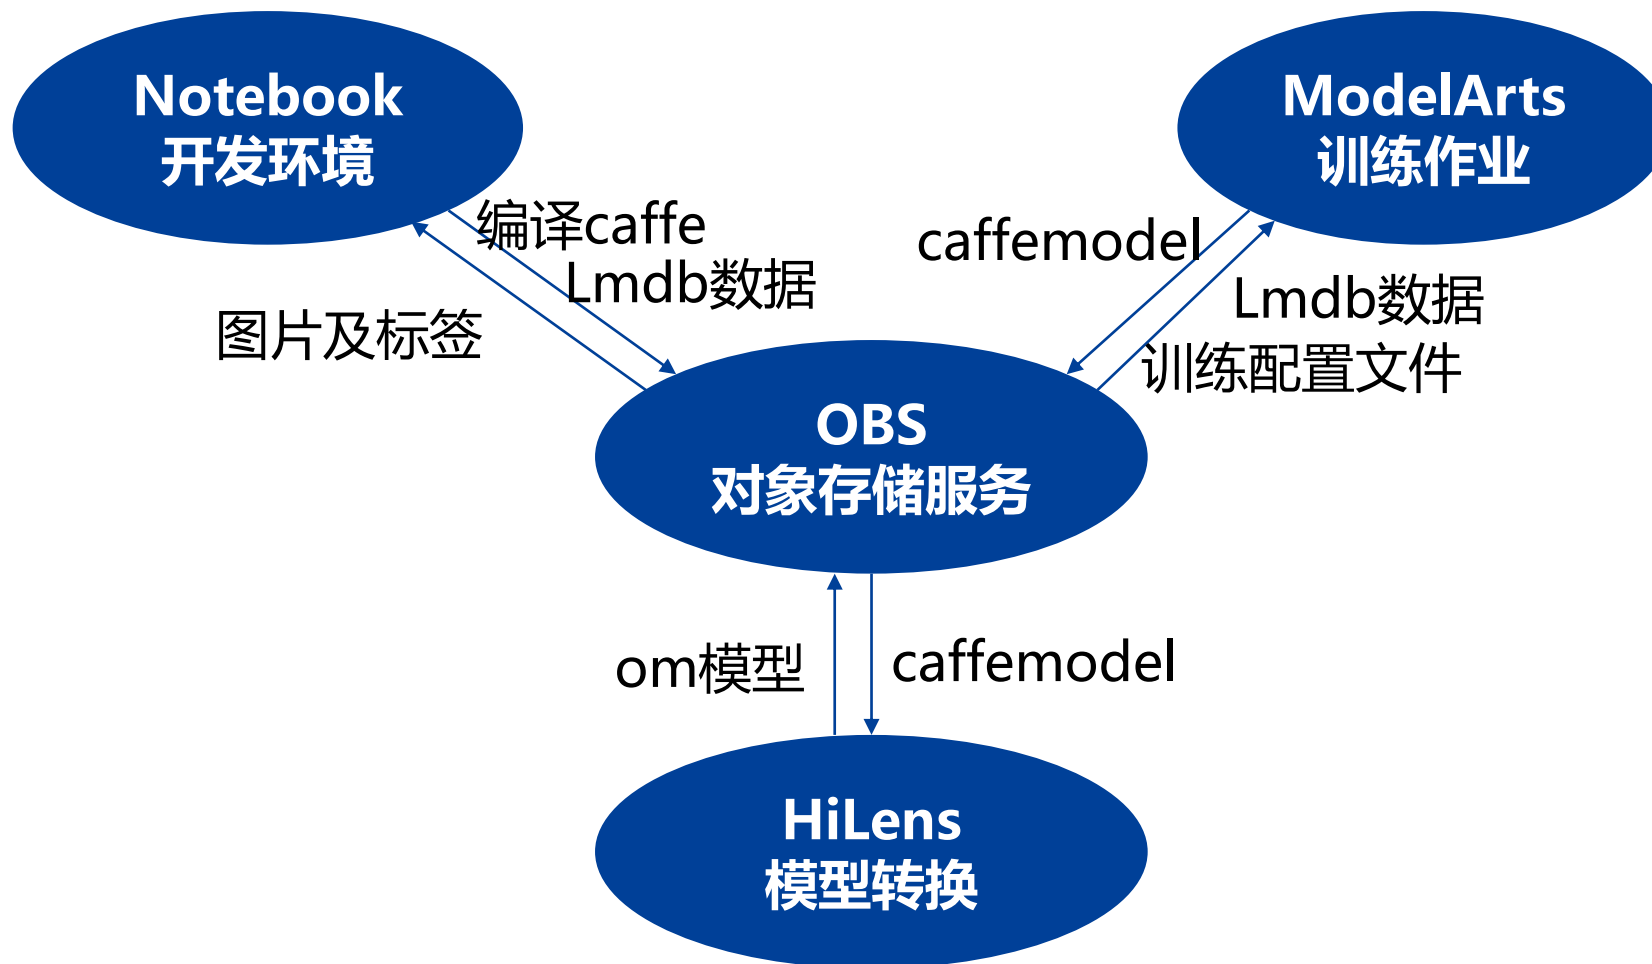 Notebook
开发环境
ModelArts
训练作业
编译caffe
Lmdb数据
图片及标签
caffemodel
Lmdb数据
训练配置文件
OBS
对象存储服务
om模型
caffemodel
HiLens
模型转换